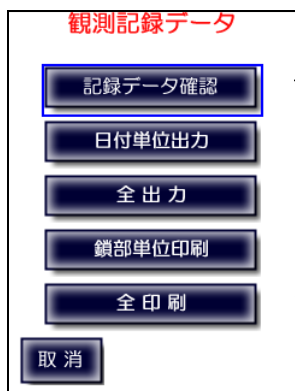 観測記録データ
記録データ確認
日付単位出力
全 出 力
鎖部単位印刷
全 印 刷
取 消